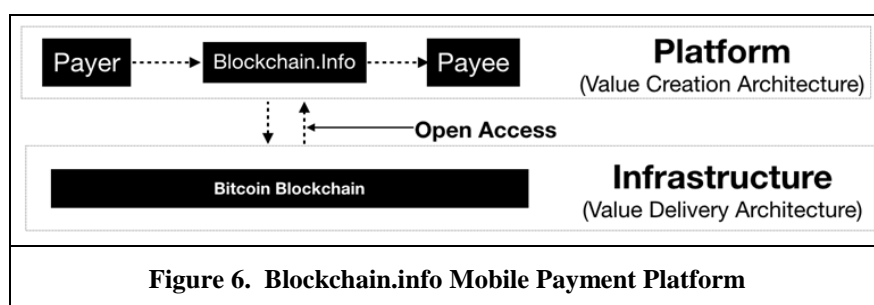 Payer
Blockchain.Info
Payee
Platform
(Value Creation Architecture)
Open Access
Bitcoin Blockchain
Infrastructure
(Value Delivery Architecture)
Figure 6. Blockchain.info Mobile Payment Platform